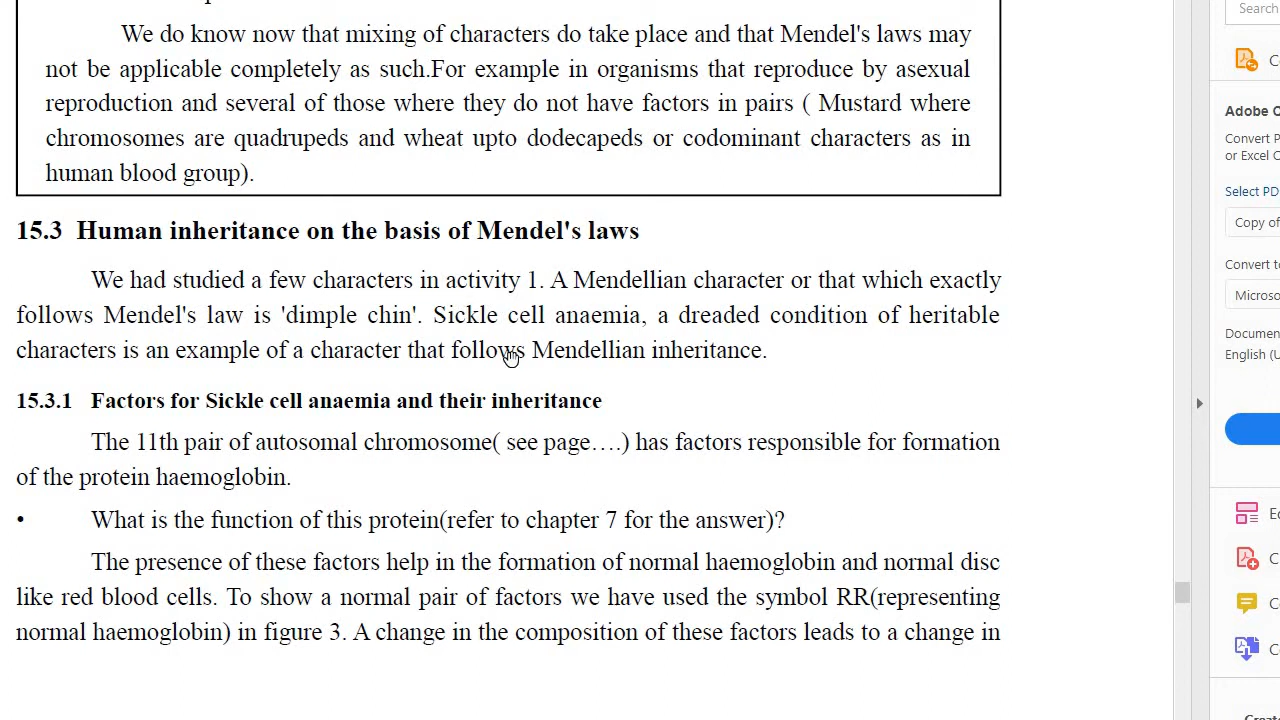 We do know now that mixing of characters do take place and that Mendel's laws may
not be applicable completely as such.For example in organisms that reproduce by asexual
reproduction and several of those where they do not have factors in pairs ( Mustard where
chromosomes are quadrupeds and wheat upto dodecapeds or codominant characters as in
human blood group).
15.3 Human inheritance on the basis of Mendel's laws
We had studied a few characters in activity 1. A Mendellian character or that which exactly
follows Mendel's law is 'dimple chin'. Sickle cell anaemia, a dreaded condition of heritable
characters is an example of a character that follows Mendellian inheritance.
15.3.1 Factors for Sickle cell anaemia and their inheritance
The 11th pair of autosomal chromosome( see page….) has factors responsible for formation
of the protein haemoglobin.
• What is the function of this protein(refer to chapter 7 for the answer)?
The presence of these factors help in the formation of normal haemoglobin and normal disc
like red blood cells. To show a normal pair of factors we have used the symbol RR(representing
normal haemoglobin) in figure 3. A change in the composition of these factors leads to a change in
Search
C
Adobe
Convert P
or Excel
Select PD
Copy of
Convert to
Microso
Documen
English (U
E
C
C
C